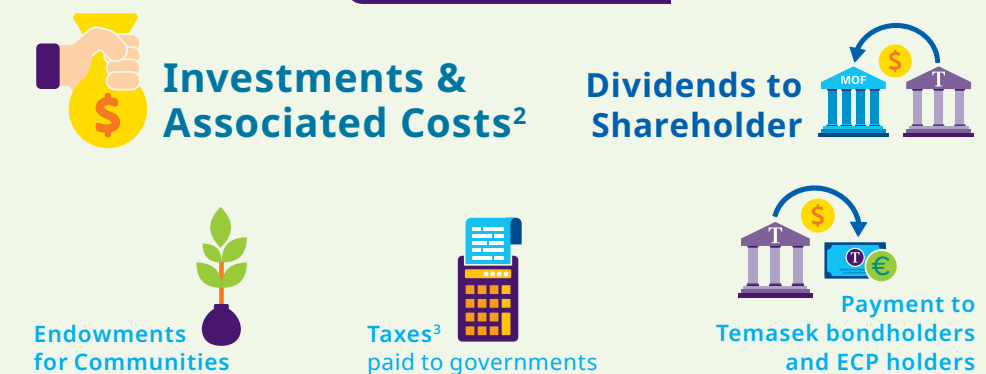 Investments &
Associated Costs²
$
Dividends to
Shareholder
MOF
$
T
Endowments
for Communities
Taxes³
paid to governments
T
$
T
€
Payment to
Temasek bondholders
and ECP holders